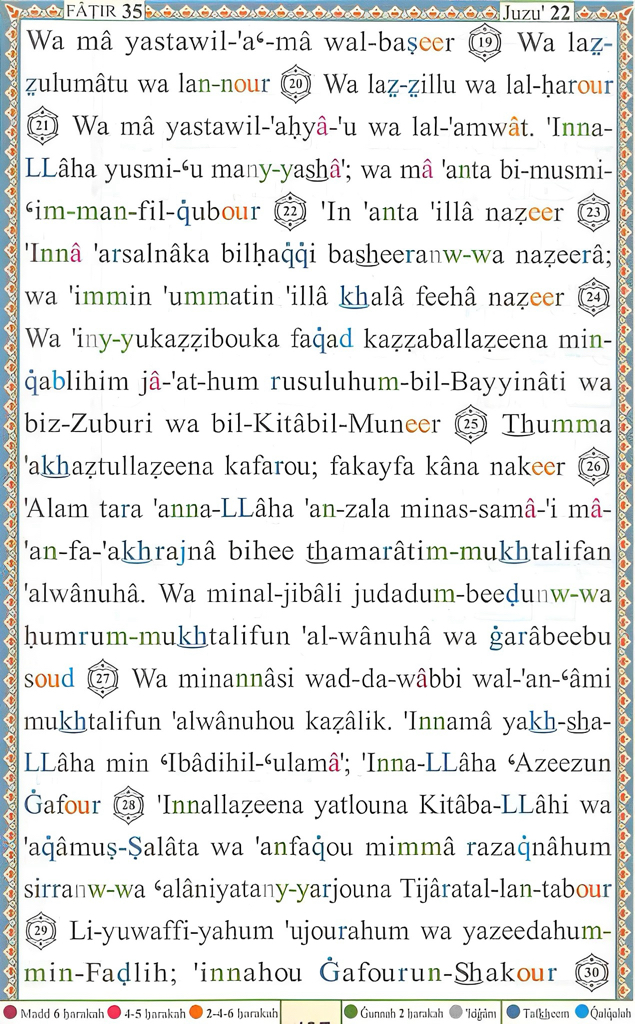 FÂṬIR 35 Juzu' 22
Wa mâ yastawil-'a‘-mâ wal-baṣeer (19) Wa laẓ-
ẓulumâtu wa lan-nour (20) Wa laẓ-ẓillu wa lal-ḥarour
(21) Wa mâ yastawil-'aḥyâ-'u wa lal-'amwât. 'Inna-
LLâha yusmi-‘u many-yashâ'; wa mâ 'anta bi-musmi-
‘im-man-fil-q̇ubour (22) 'In 'anta 'illâ naẓeer (23)
'Innâ 'arsalnâka bilḥaq̇q̇i basheeranw-wa naẓeerâ;
wa 'immin 'ummatin 'illâ khalâ feehâ naẓeer (24)
Wa 'iny-yukaẓẓibouka faq̇ad kaẓẓaballaẓeena min-
q̇ablihim jâ-'at-hum rusuluhum-bil-Bayyinâti wa
biz-Zuburi wa bil-Kitâbil-Muneer (25) Thumma
'akhaẓtullaẓeena kafarou; fakayfa kâna nakeer (26)
'Alam tara 'anna-LLâha 'an-zala minas-samâ-'i mâ-
'an-fa-'akhrajnâ bihee thamarâtim-mukhtalifan
'alwânuhâ. Wa minal-jibâli judadum-beeḍunw-wa
ḥumrum-mukhtalifun 'al-wânuhâ wa ġarâbeebu
soud (27) Wa minannâsi wad-da-wâbbi wal-'an-‘âmi
mukhtalifun 'alwânuhou kaẓâlik. 'Innamâ yakh-sha-
LLâha min ‘Ibâdihil-‘ulamâ'; 'Inna-LLâha ‘Azeezun
Ġafour (28) 'Innallaẓeena yatlouna Kitâba-LLâhi wa
'aq̇âmuṣ-Ṣalâta wa 'anfaq̇ou mimmâ razaq̇nâhum
sirranw-wa ‘alâniyatany-yarjouna Tijâratal-lan-tabour
(29) Li-yuwaffi-yahum 'ujourahum wa yazeedahum-
min-Faḍlih; 'innahou Ġafourun-Shakour (30)
Madd 6 ḥarakah 4-5 ḥarakah 2-4-6 ḥarakah Ġunnah 2 ḥarakah 'Idġâm Tafkheem Q̇alq̇alah